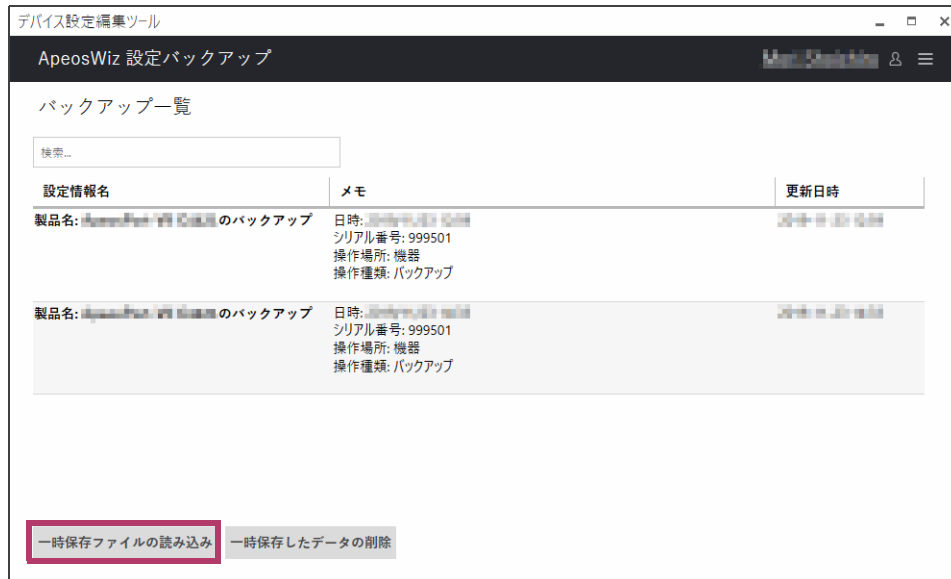 デバイス設定編集ツール
ApeosWiz 設定バックアップ
バックアップ一覧
検索...
設定情報名 メモ 更新日時
製品名: のバックアップ 日時:
シリアル番号: 999501
操作場所: 機器
操作種類: バックアップ
製品名: のバックアップ 日時:
シリアル番号: 999501
操作場所: 機器
操作種類: バックアップ
一時保存ファイルの読み込み 一時保存したデータの削除